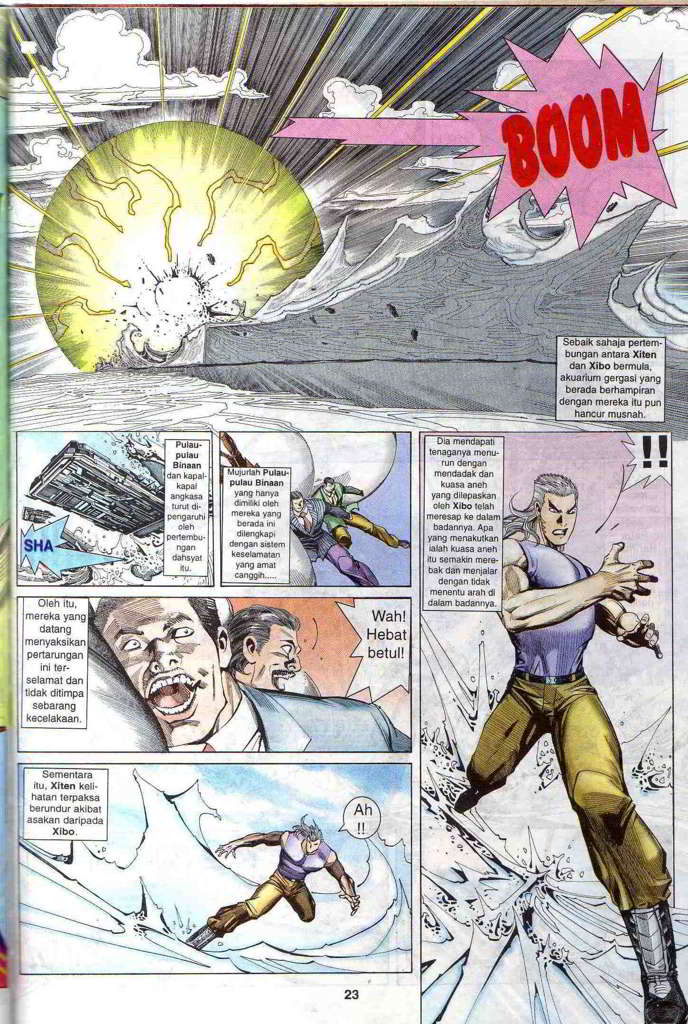 BOOM
Sebaik sahaja pertem-
bungan antara Xiten
dan Xibo bermula,
akuarium gergasi yang
berada berhampiran
dengan mereka itu pun
hancur musnah.
Pulau-
pulau
Binaan
dan kapal-
kapal
angkasa
turut di-
pengaruhi
oleh
pertembu-
ngan
dahsyat
itu.
SHA
Mujurlah Pulau-
pulau Binaan
yang hanya
dimiliki oleh
mereka yang
berada ini
dilengkapi
dengan sistem
keselamatan
yang amat
canggih.....
Oleh itu,
mereka yang
datang
menyaksikan
pertarungan
ini ter-
selamat dan
tidak ditimpa
sebarang
kecelakaan.
Wah!
Hebat
betul!
Sementara
itu, Xiten keli-
hatan terpaksa
berundur akibat
asakan daripada
Xibo.
Ah
!!
Dia mendapati
tenaganya menu-
run dengan
mendadak dan
kuasa aneh
yang dilepaskan
oleh Xibo telah
meresap ke dalam
badannya. Apa
yang menakutkan
ialah kuasa aneh
itu semakin mere-
bak dan menjalar
dengan tidak
menentu arah di
dalam badannya.
!!
23